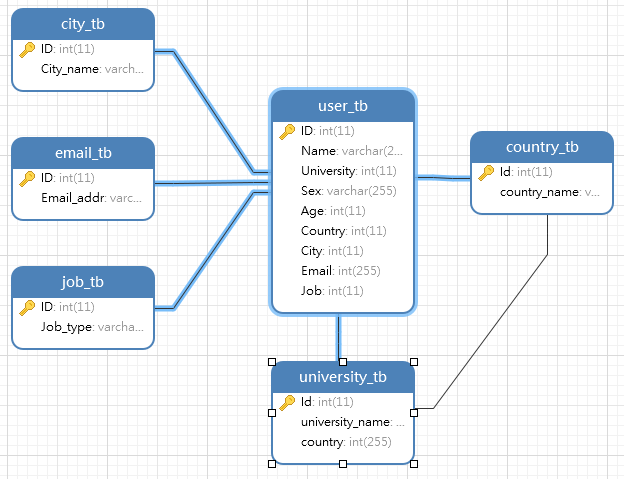 city_tb
ID: int(11)
City_name: varch...
email_tb
ID: int(11)
Email_addr: varc...
job_tb
ID: int(11)
Job_type: varcha...
user_tb
ID: int(11)
Name: varchar(2...
University: int(11)
Sex: varchar(255)
Age: int(11)
Country: int(11)
City: int(11)
Email: int(255)
Job: int(11)
country_tb
Id: int(11)
country_name: v...
university_tb
Id: int(11)
university_name: ...
country: int(255)